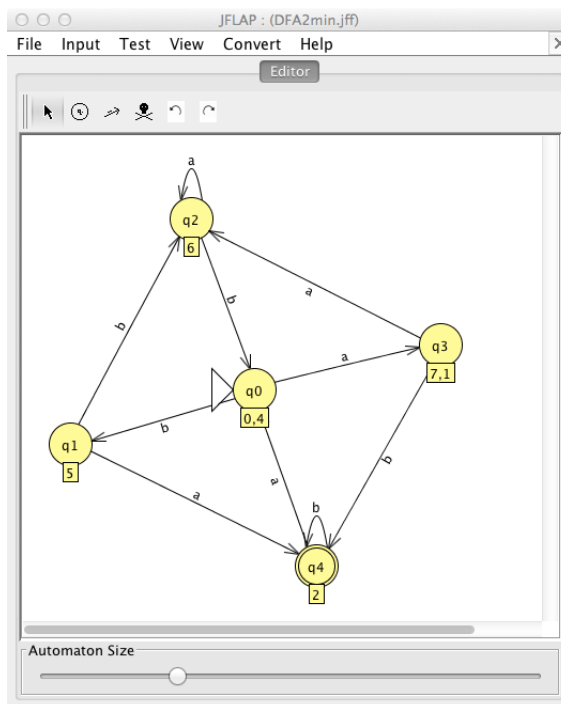 JFLAP : (DFA2min.jff)
File Input Test View Convert Help
Editor
a
q2
6
b
b
a
q3
7,1
a
q0
0,4
b
q1
5
a
a
b
b
q4
2
Automaton Size